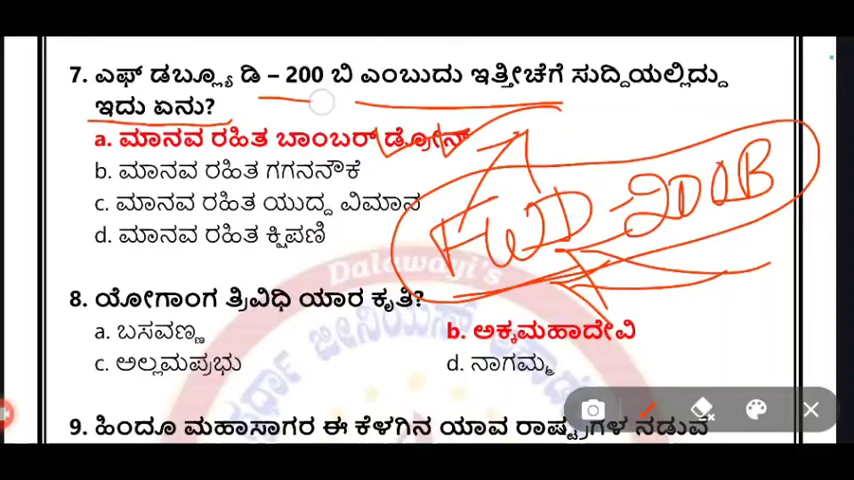 7. ಎಫ್ ಡಬ್ಲ್ಯೂ ಡಿ – 200 ಬಿ ಎಂಬುದು ಇತ್ತೀಚೆಗೆ ಸುದ್ದಿಯಲ್ಲಿದ್ದು
ಇದು ಏನು?
a. ಮಾನವ ರಹಿತ ಬಾಂಬರ್ ಡ್ರೋನ್
b. ಮಾನವ ರಹಿತ ಗಗನನೌಕೆ
c. ಮಾನವ ರಹಿತ ಯುದ್ದ ವಿಮಾನ
FWD - 200B
d. ಮಾನವ ರಹಿತ ಕ್ಷಿಪಣಿ
Dalawayi's
8. ಯೋಗಾಂಗ ತ್ರಿವಿಧಿ ಯಾರ ಕೃತಿ?
a. ಬಸವಣ್ಣ
b. ಅಕ್ಕಮಹಾದೇವಿ
c. ಅಲ್ಲಮಪ್ರಭು
d. ನಾಗಮ್ಮ
9. ಹಿಂದೂ ಮಹಾಸಾಗರ ಈ ಕೆಳಗಿನ ಯಾವ ರಾಷ್ಟ್ರಗಳ ನಡುವೆ